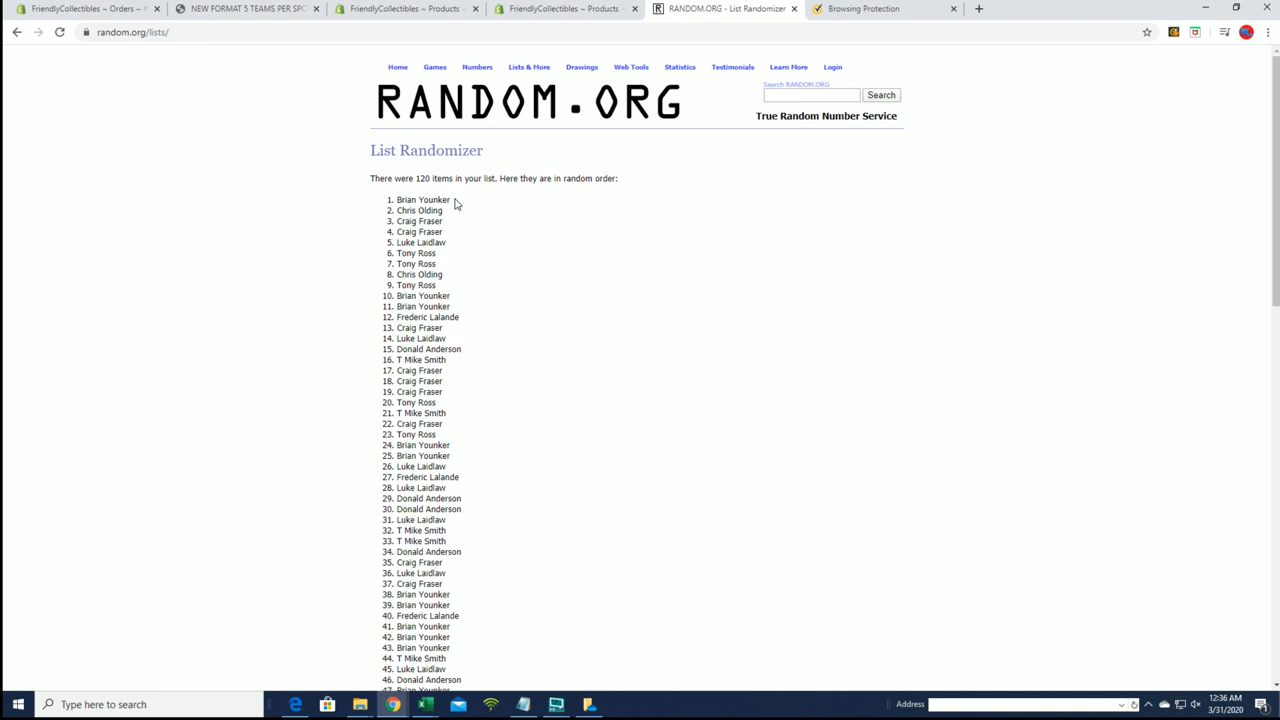 FriendlyCollectibles ~ Orders ~
NEW FORMAT 5 TEAMS PER SPO
FriendlyCollectibles ~ Products ~
FriendlyCollectibles ~ Products ~
RANDOM.ORG - List Randomizer
Browsing Protection
random.org/lists/
Home Games Numbers Lists & More Drawings Web Tools Statistics Testimonials Learn More Login
Search RANDOM.ORG
RANDOM.ORG
Search
True Random Number Service
List Randomizer
There were 120 items in your list. Here they are in random order:
1. Brian Younker
2. Chris Olding
3. Craig Fraser
4. Craig Fraser
5. Luke Laidlaw
6. Tony Ross
7. Tony Ross
8. Chris Olding
9. Tony Ross
10. Brian Younker
11. Brian Younker
12. Frederic Lalande
13. Craig Fraser
14. Luke Laidlaw
15. Donald Anderson
16. T Mike Smith
17. Craig Fraser
18. Craig Fraser
19. Craig Fraser
20. Tony Ross
21. T Mike Smith
22. Craig Fraser
23. Tony Ross
24. Brian Younker
25. Brian Younker
26. Luke Laidlaw
27. Frederic Lalande
28. Luke Laidlaw
29. Donald Anderson
30. Donald Anderson
31. Luke Laidlaw
32. T Mike Smith
33. T Mike Smith
34. Donald Anderson
35. Craig Fraser
36. Luke Laidlaw
37. Craig Fraser
38. Brian Younker
39. Brian Younker
40. Frederic Lalande
41. Brian Younker
42. Brian Younker
43. Brian Younker
44. T Mike Smith
45. Luke Laidlaw
46. Donald Anderson
47. Brian Younker
Type here to search
Address
12:36 AM
3/31/2020